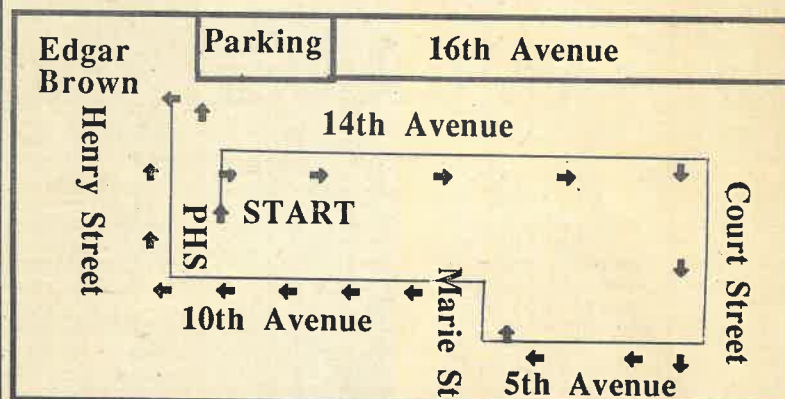 Edgar
Brown
Parking
16th Avenue
14th Avenue
Henry Street
PHS
START
Court Street
10th Avenue
Marie St
5th Avenue